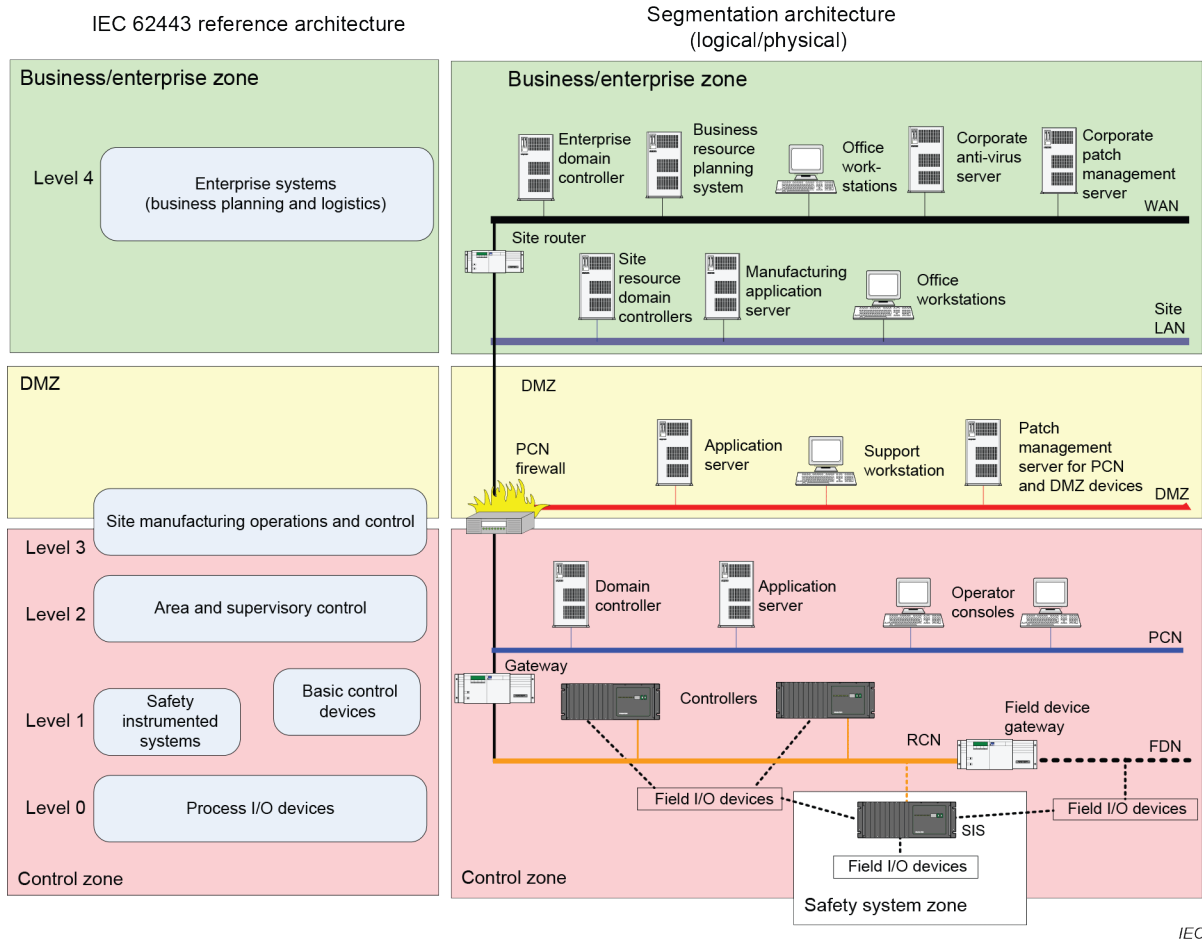 IEC 62443 reference architecture
Segmentation architecture
(logical/physical)
Business/enterprise zone
Level 4
Enterprise systems
(business planning and logistics)
DMZ
Site manufacturing operations and control
Level 3
Level 2
Area and supervisory control
Level 1
Safety
instrumented
systems
Basic control
devices
Level 0
Process I/O devices
Control zone
Business/enterprise zone
Enterprise
domain
controller
Business
resource
planning
system
Office
work-
stations
Corporate
anti-virus
server
Corporate
patch
management
server
WAN
Site router
Site
resource
domain
controllers
Manufacturing
application
server
Office
workstations
Site
LAN
DMZ
PCN
firewall
Application
server
Support
workstation
Patch
management
server for PCN
and DMZ devices
DMZ
Domain
controller
Application
server
Operator
consoles
PCN
Gateway
Controllers
Field device
gateway
RCN
FDN
Field I/O devices
Field I/O devices
SIS
Field I/O devices
Control zone
Safety system zone
IEC